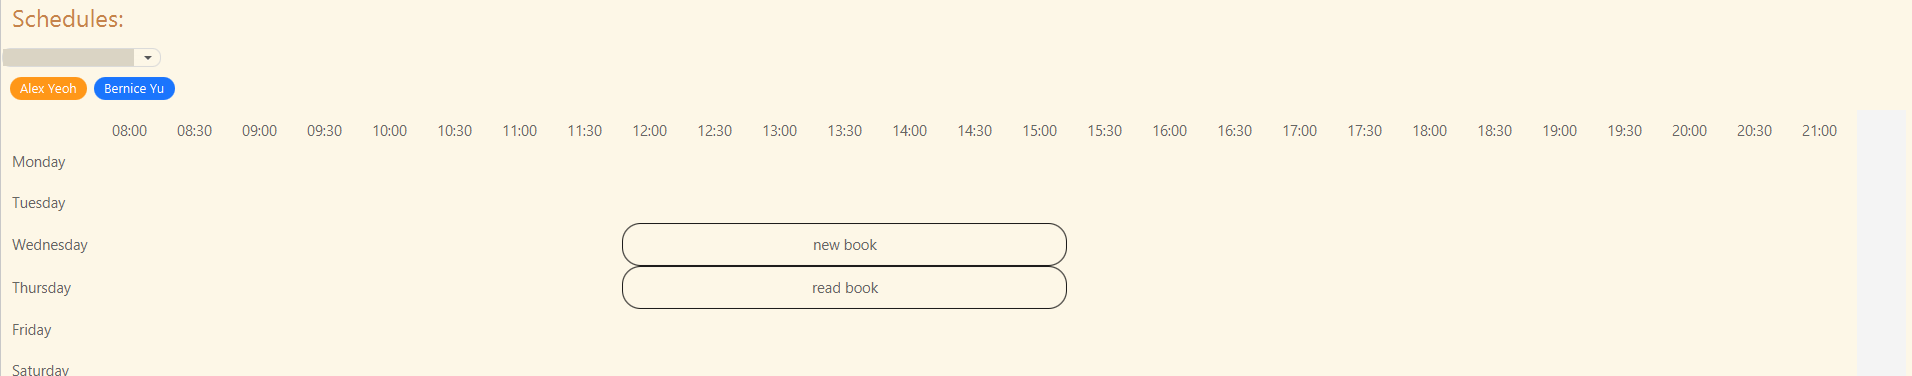 Schedules:
Alex Yeoh Bernice Yu
08:00 08:30 09:00 09:30 10:00 10:30 11:00 11:30 12:00 12:30 13:00 13:30 14:00 14:30 15:00 15:30 16:00 16:30 17:00 17:30 18:00 18:30 19:00 19:30 20:00 20:30 21:00
Monday
Tuesday
Wednesday new book
Thursday read book
Friday
Saturday